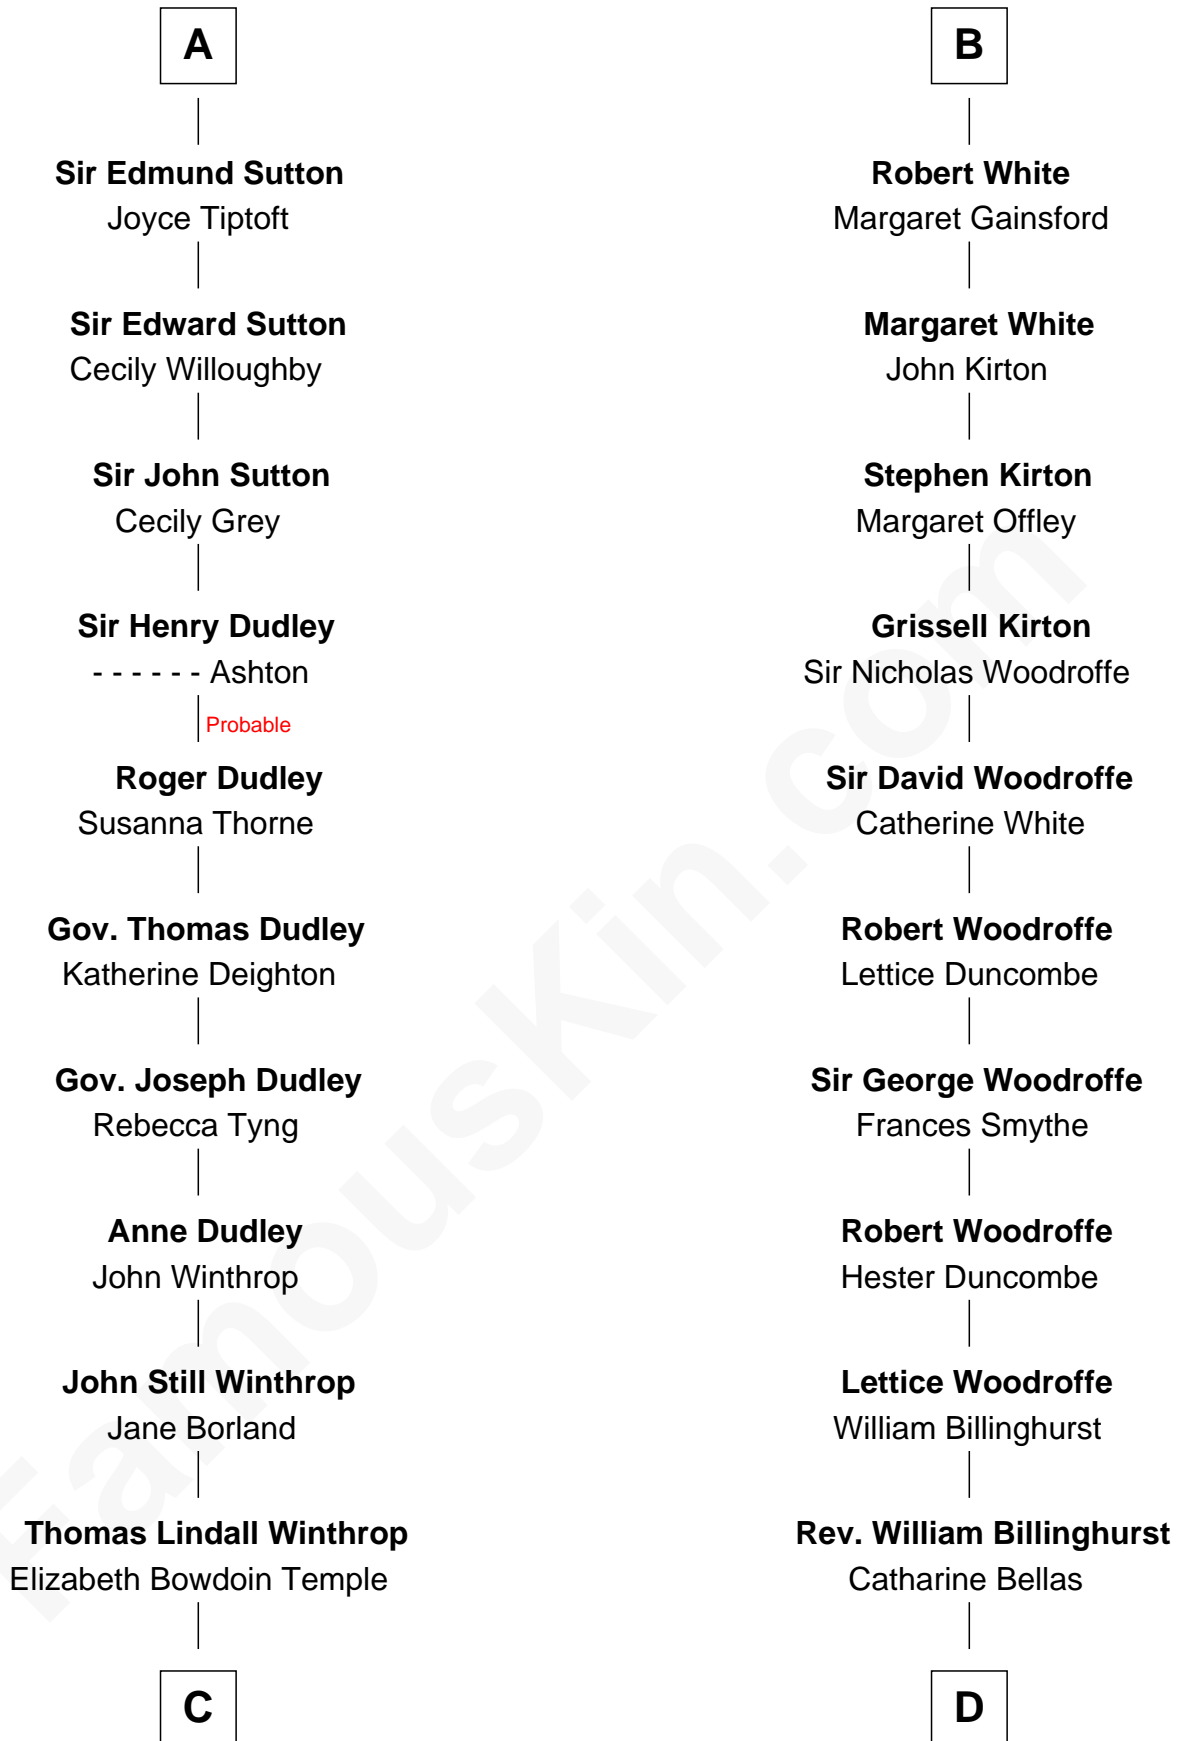 A
Sir Edmund Sutton
Joyce Tiptoft
Sir Edward Sutton
Cecily Willoughby
Sir John Sutton
Cecily Grey
Sir Henry Dudley
- - - - - - Ashton
Probable
Roger Dudley
Susanna Thorne
Gov. Thomas Dudley
Katherine Deighton
Gov. Joseph Dudley
Rebecca Tyng
Anne Dudley
John Winthrop
John Still Winthrop
Jane Borland
Thomas Lindall Winthrop
Elizabeth Bowdoin Temple
C
B
Robert White
Margaret Gainsford
Margaret White
John Kirton
Stephen Kirton
Margaret Offley
Grissell Kirton
Sir Nicholas Woodroffe
Sir David Woodroffe
Catherine White
Robert Woodroffe
Lettice Duncombe
Sir George Woodroffe
Frances Smythe
Robert Woodroffe
Hester Duncombe
Lettice Woodroffe
William Billinghurst
Rev. William Billinghurst
Catharine Bellas
D
FamousKin.com